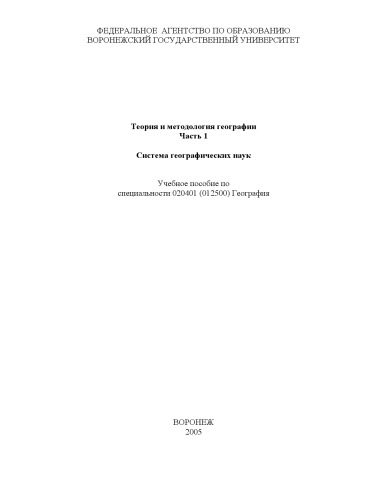 ФЕДЕРАЛЬНОЕ АГЕНТСТВО ПО ОБРАЗОВАНИЮ
ВОРОНЕЖСКИЙ ГОСУДАРСТВЕННЫЙ УНИВЕРСИТЕТ
Теория и методология географии
Часть 1
Система географических наук
Учебное пособие по
специальности 020401 (012500) География
ВОРОНЕЖ
2005